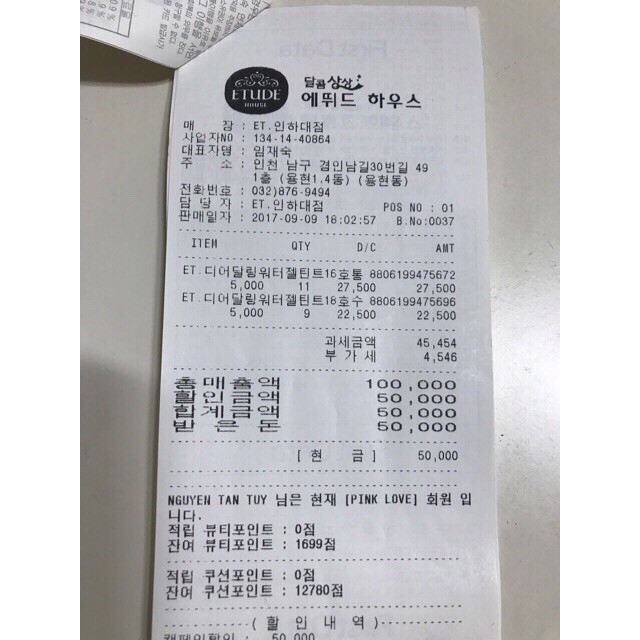 ETUDE
HOUSE
달콤상상
에뛰드 하우스
매 장 : ET.인하대점
사업자NO : 134-14-40864
대표자명 : 임재숙
주 소 : 인천 남구 경인남길30번길 49
1층 (용현1.4동) (용현동)
전화번호 : 032)876-9494
담 당 자 : ET.인하대점 POS NO : 01
판매일자 : 2017-09-09 18:02:57 B.No:0037
ITEM QTY D/C AMT
ET.디어달링워터젤틴트16호통 8806199475672
5,000 11 27,500 27,500
ET.디어달링워터젤틴트18호수 8806199475696
5,000 9 22,500 22,500
과세금액 45,454
부 가 세 4,546
총매출액 100,000
할인금액 50,000
합계금액 50,000
받 은 돈 50,000
[ 현 금 ] 50,000
NGUYEN TAN TUY 님은 현재 [PINK LOVE] 회원 입
니다.
적립 뷰티포인트 : 0점
잔여 뷰티포인트 : 1699점
적립 쿠션포인트 : 0점
잔여 쿠션포인트 : 12780점
( 할 인 내 역 )
캠페인할인 : 50,000